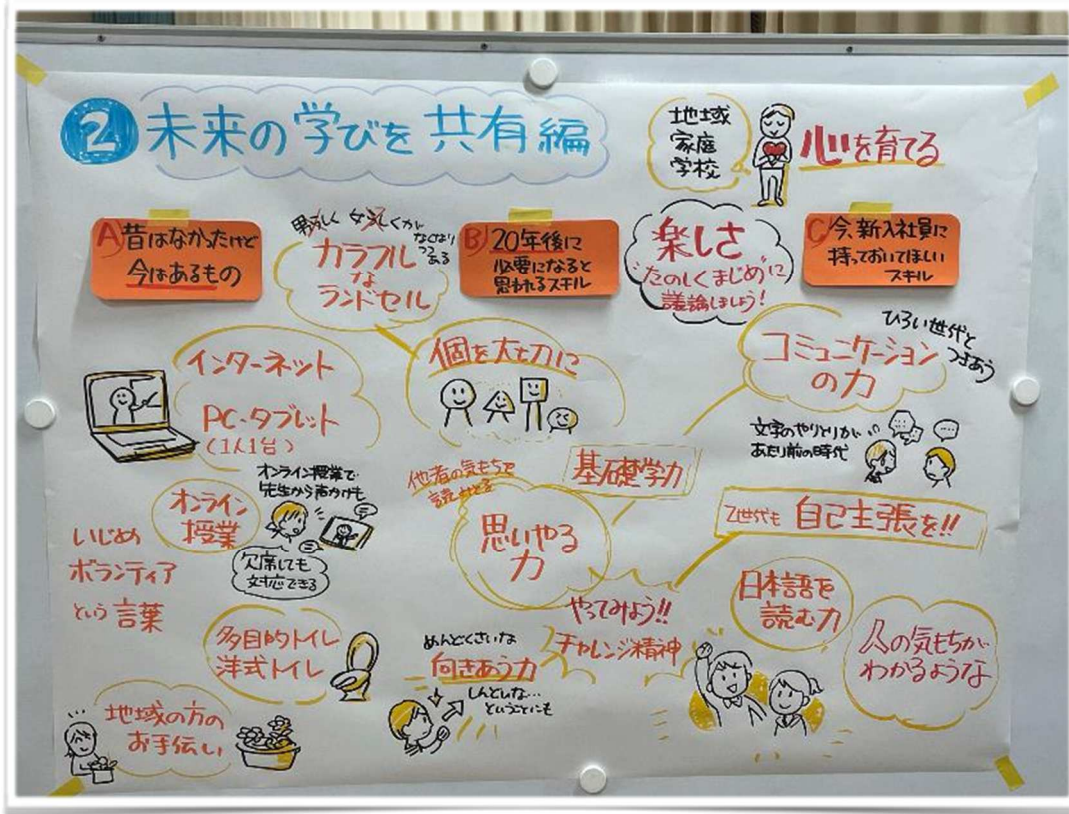 2 未来の学びを共有編
地域
家庭
学校
心を育てる
A) 昔はなかったけど
今はあるもの
男らしく 女らしくが
なくなり
つつ
ある
カラフル
な
ランドセル
B) 20年後に
必要になると
思われるスキル
楽しさ
"たのしくまじめ"に
議論しましょう!
C) 今、新入社員に
持っておいてほしい
スキル
インターネット
PC・タブレット
(1人1台)
個を大切に
ひろい世代と
つきあう
コミュニケーション
の力
文字のやりとりが
あたり前の時代
オンライン
授業
オンライン授業で
先生から声かけも
欠席しても
対応できる
いじめ
ボランティア
という言葉
他者の気もちを
思いやる
力
基礎学力
Z世代も 自己主張を!!
多目的トイレ
洋式トイレ
めんどくさいな
向きあう力
しんどいな…
ということにも
やってみよう!!
チャレンジ精神
日本語を
読む力
人の気もちが
わかるような
地域の方の
お手伝い